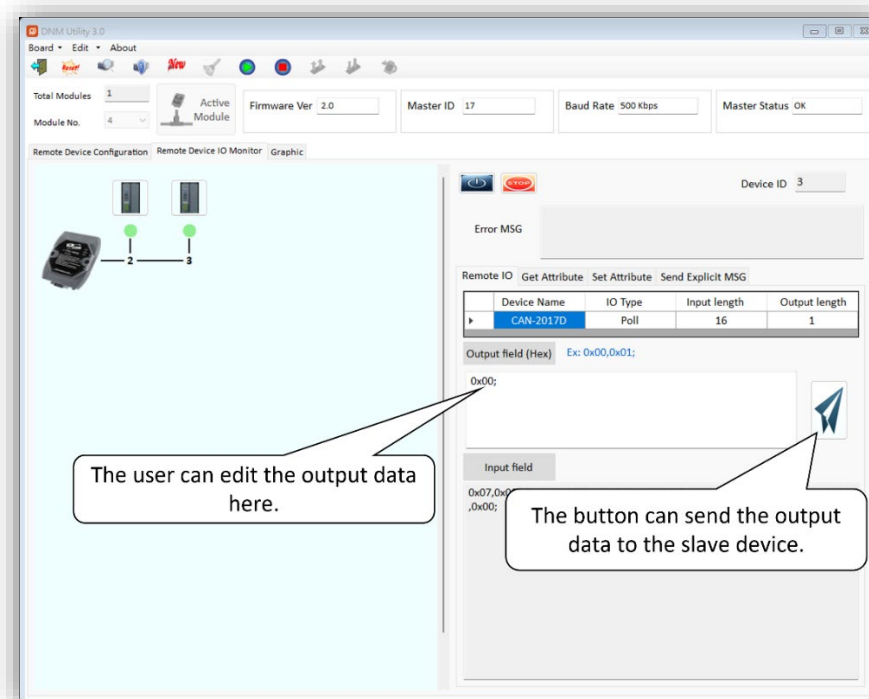 DNM Utility 3.0
Board Edit About
Reset! New
Total Modules 1
Module No. 4
Active
Module
Firmware Ver 2.0
Master ID 17
Baud Rate 500 Kbps
Master Status OK
Remote Device Configuration Remote Device IO Monitor Graphic
STOP
Device ID 3
2 3
Error MSG
Remote IO Get Attribute Set Attribute Send Explicit MSG
Device Name IO Type Input length Output length
CAN-2017D Poll 16 1
Output field (Hex) Ex: 0x00,0x01;
0x00;
The user can edit the output data
here.
Input field
0x07,
,0x00;
The button can send the output
data to the slave device.